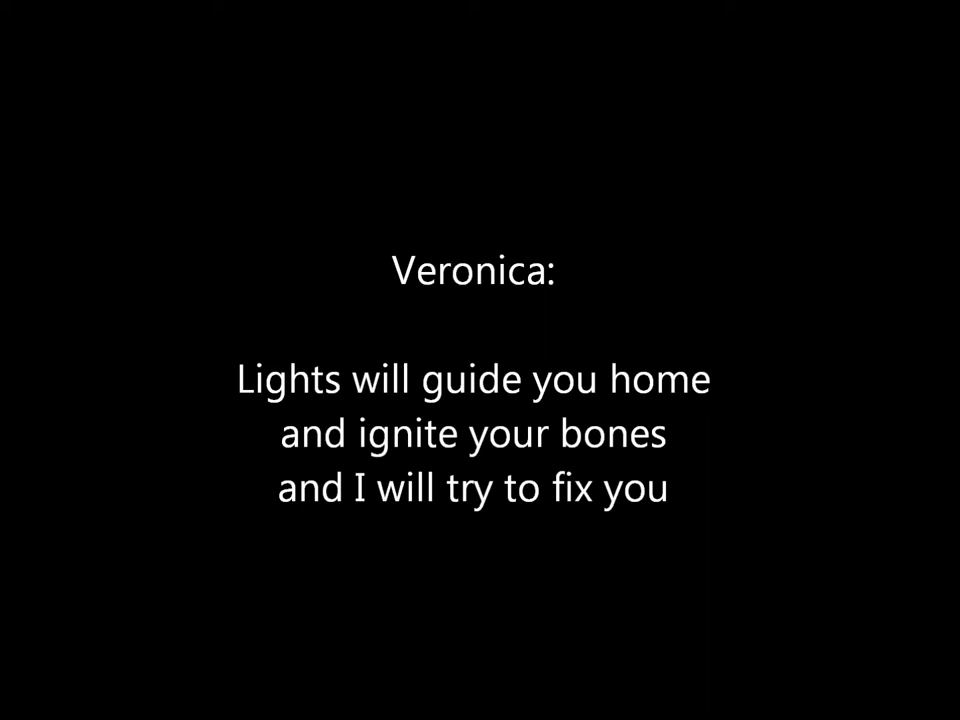 Veronica:
Lights will guide you home
and ignite your bones
and I will try to fix you